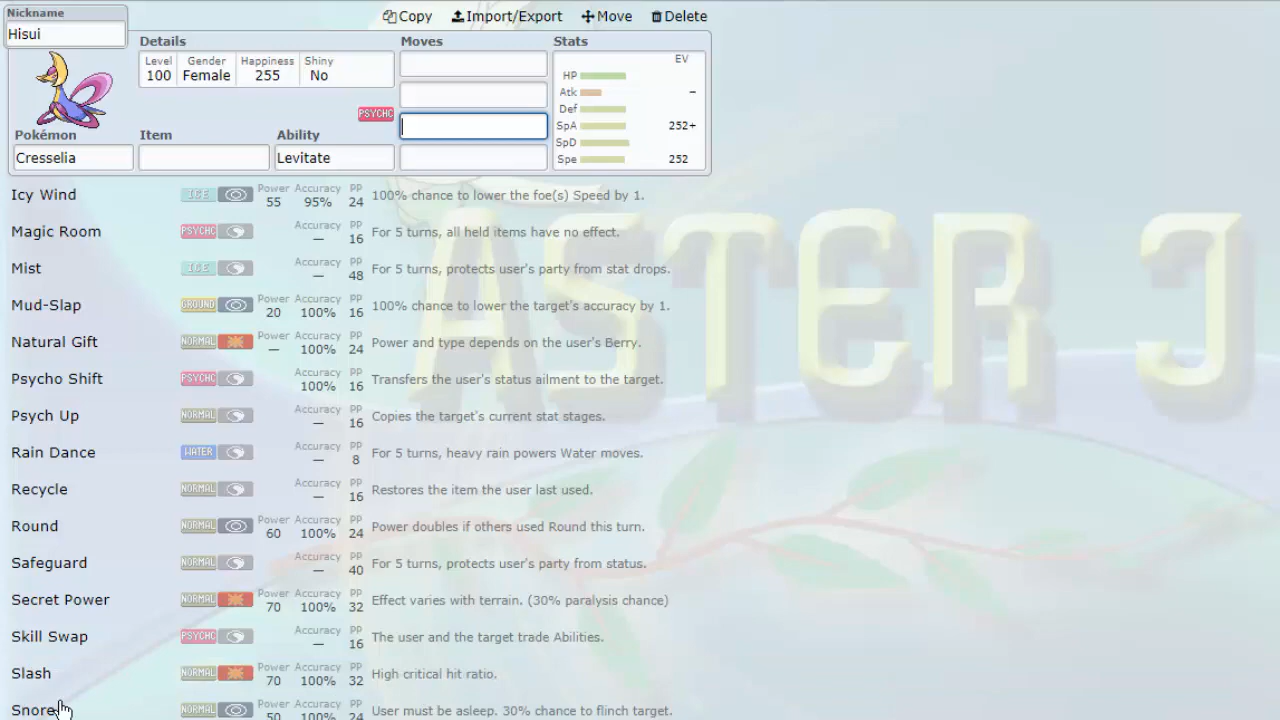 Nickname
Hisui
Copy Import/Export Move Delete
Details Moves Stats
Level Gender Happiness Shiny
100 Female 255 No
EV
HP
Atk –
Def
SpA 252+
SpD
Spe 252
PSYCHC
Pokémon Item Ability
Cresselia Levitate
Icy Wind ICE Power 55 Accuracy 95% PP 24 100% chance to lower the foe(s) Speed by 1.
Magic Room PSYCHC Accuracy — PP 16 For 5 turns, all held items have no effect.
Mist ICE Accuracy — PP 48 For 5 turns, protects user's party from stat drops.
Mud-Slap GROUND Power 20 Accuracy 100% PP 16 100% chance to lower the target's accuracy by 1.
Natural Gift NORMAL Power — Accuracy 100% PP 24 Power and type depends on the user's Berry.
Psycho Shift PSYCHC Accuracy 100% PP 16 Transfers the user's status ailment to the target.
Psych Up NORMAL Accuracy — PP 16 Copies the target's current stat stages.
Rain Dance WATER Accuracy — PP 8 For 5 turns, heavy rain powers Water moves.
Recycle NORMAL Accuracy — PP 16 Restores the item the user last used.
Round NORMAL Power 60 Accuracy 100% PP 24 Power doubles if others used Round this turn.
Safeguard NORMAL Accuracy — PP 40 For 5 turns, protects user's party from status.
Secret Power NORMAL Power 70 Accuracy 100% PP 32 Effect varies with terrain. (30% paralysis chance)
Skill Swap PSYCHC Accuracy — PP 16 The user and the target trade Abilities.
Slash NORMAL Power 70 Accuracy 100% PP 32 High critical hit ratio.
Snore NORMAL Power 50 Accuracy 100% PP 24 User must be asleep. 30% chance to flinch target.
ASTER J